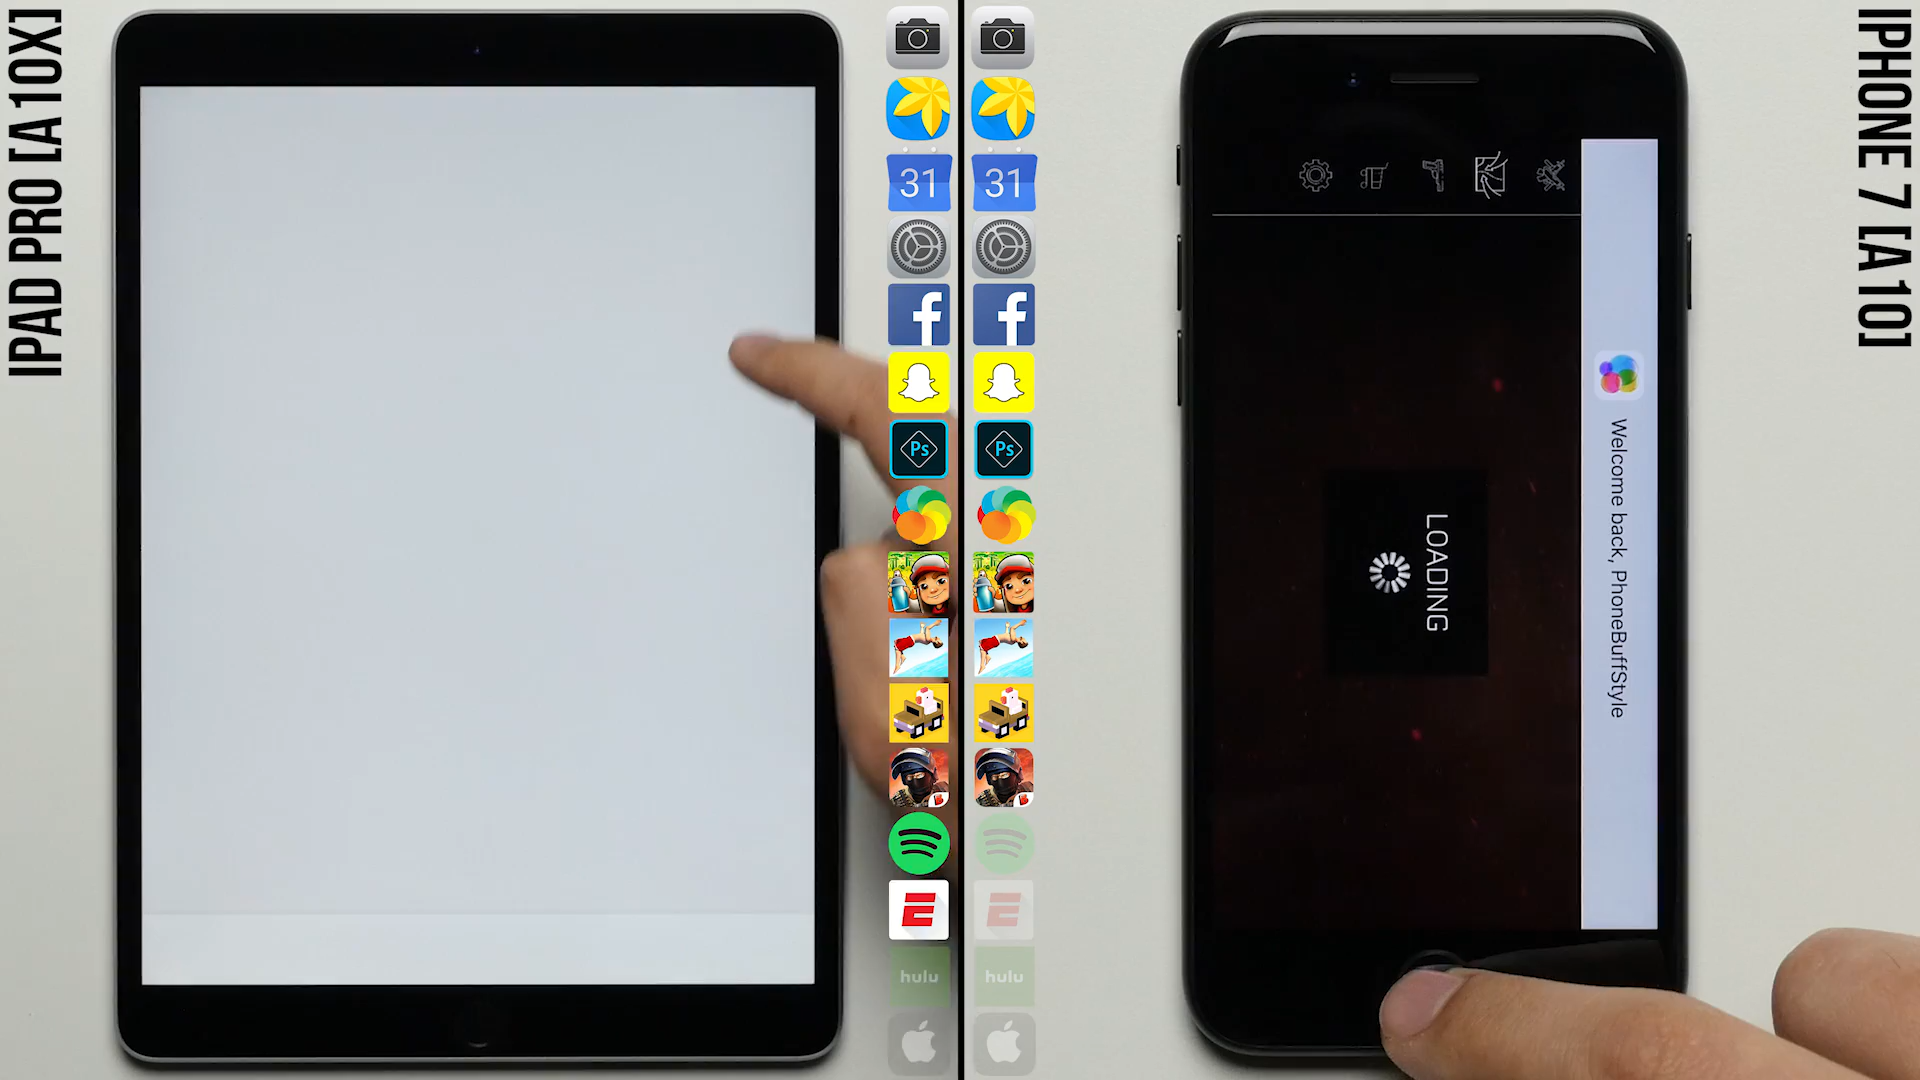 IPAD PRO [A10X]
31
31
f
f
Ps
Ps
E
E
hulu
hulu
LOADING
Welcome back, PhoneBuffStyle
IPHONE 7 [A10]